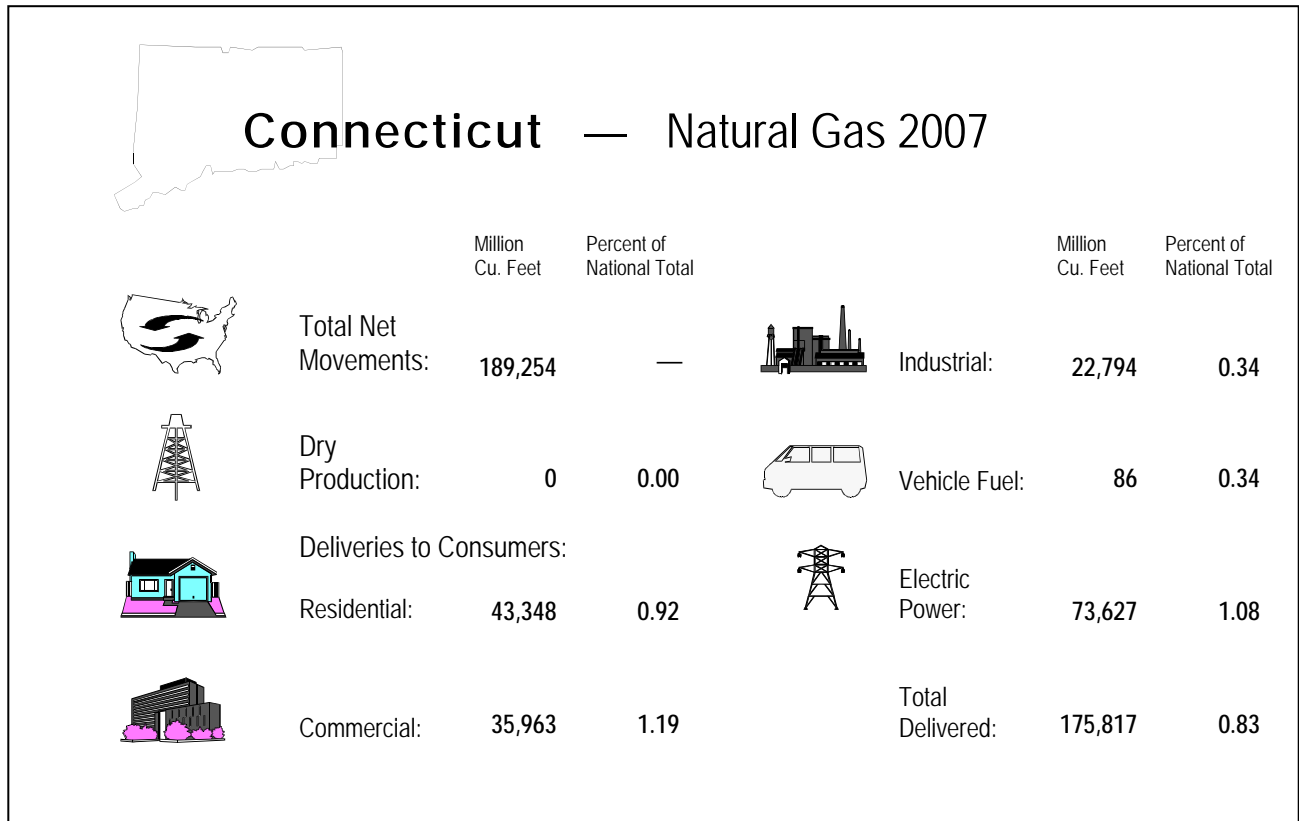 Connecticut — Natural Gas 2007
Million
Cu. Feet
Percent of
National Total
Total Net
Movements: 189,254 —
Dry
Production: 0 0.00
Deliveries to Consumers:
Residential: 43,348 0.92
Commercial: 35,963 1.19
Million
Cu. Feet
Percent of
National Total
Industrial: 22,794 0.34
Vehicle Fuel: 86 0.34
Electric
Power: 73,627 1.08
Total
Delivered: 175,817 0.83